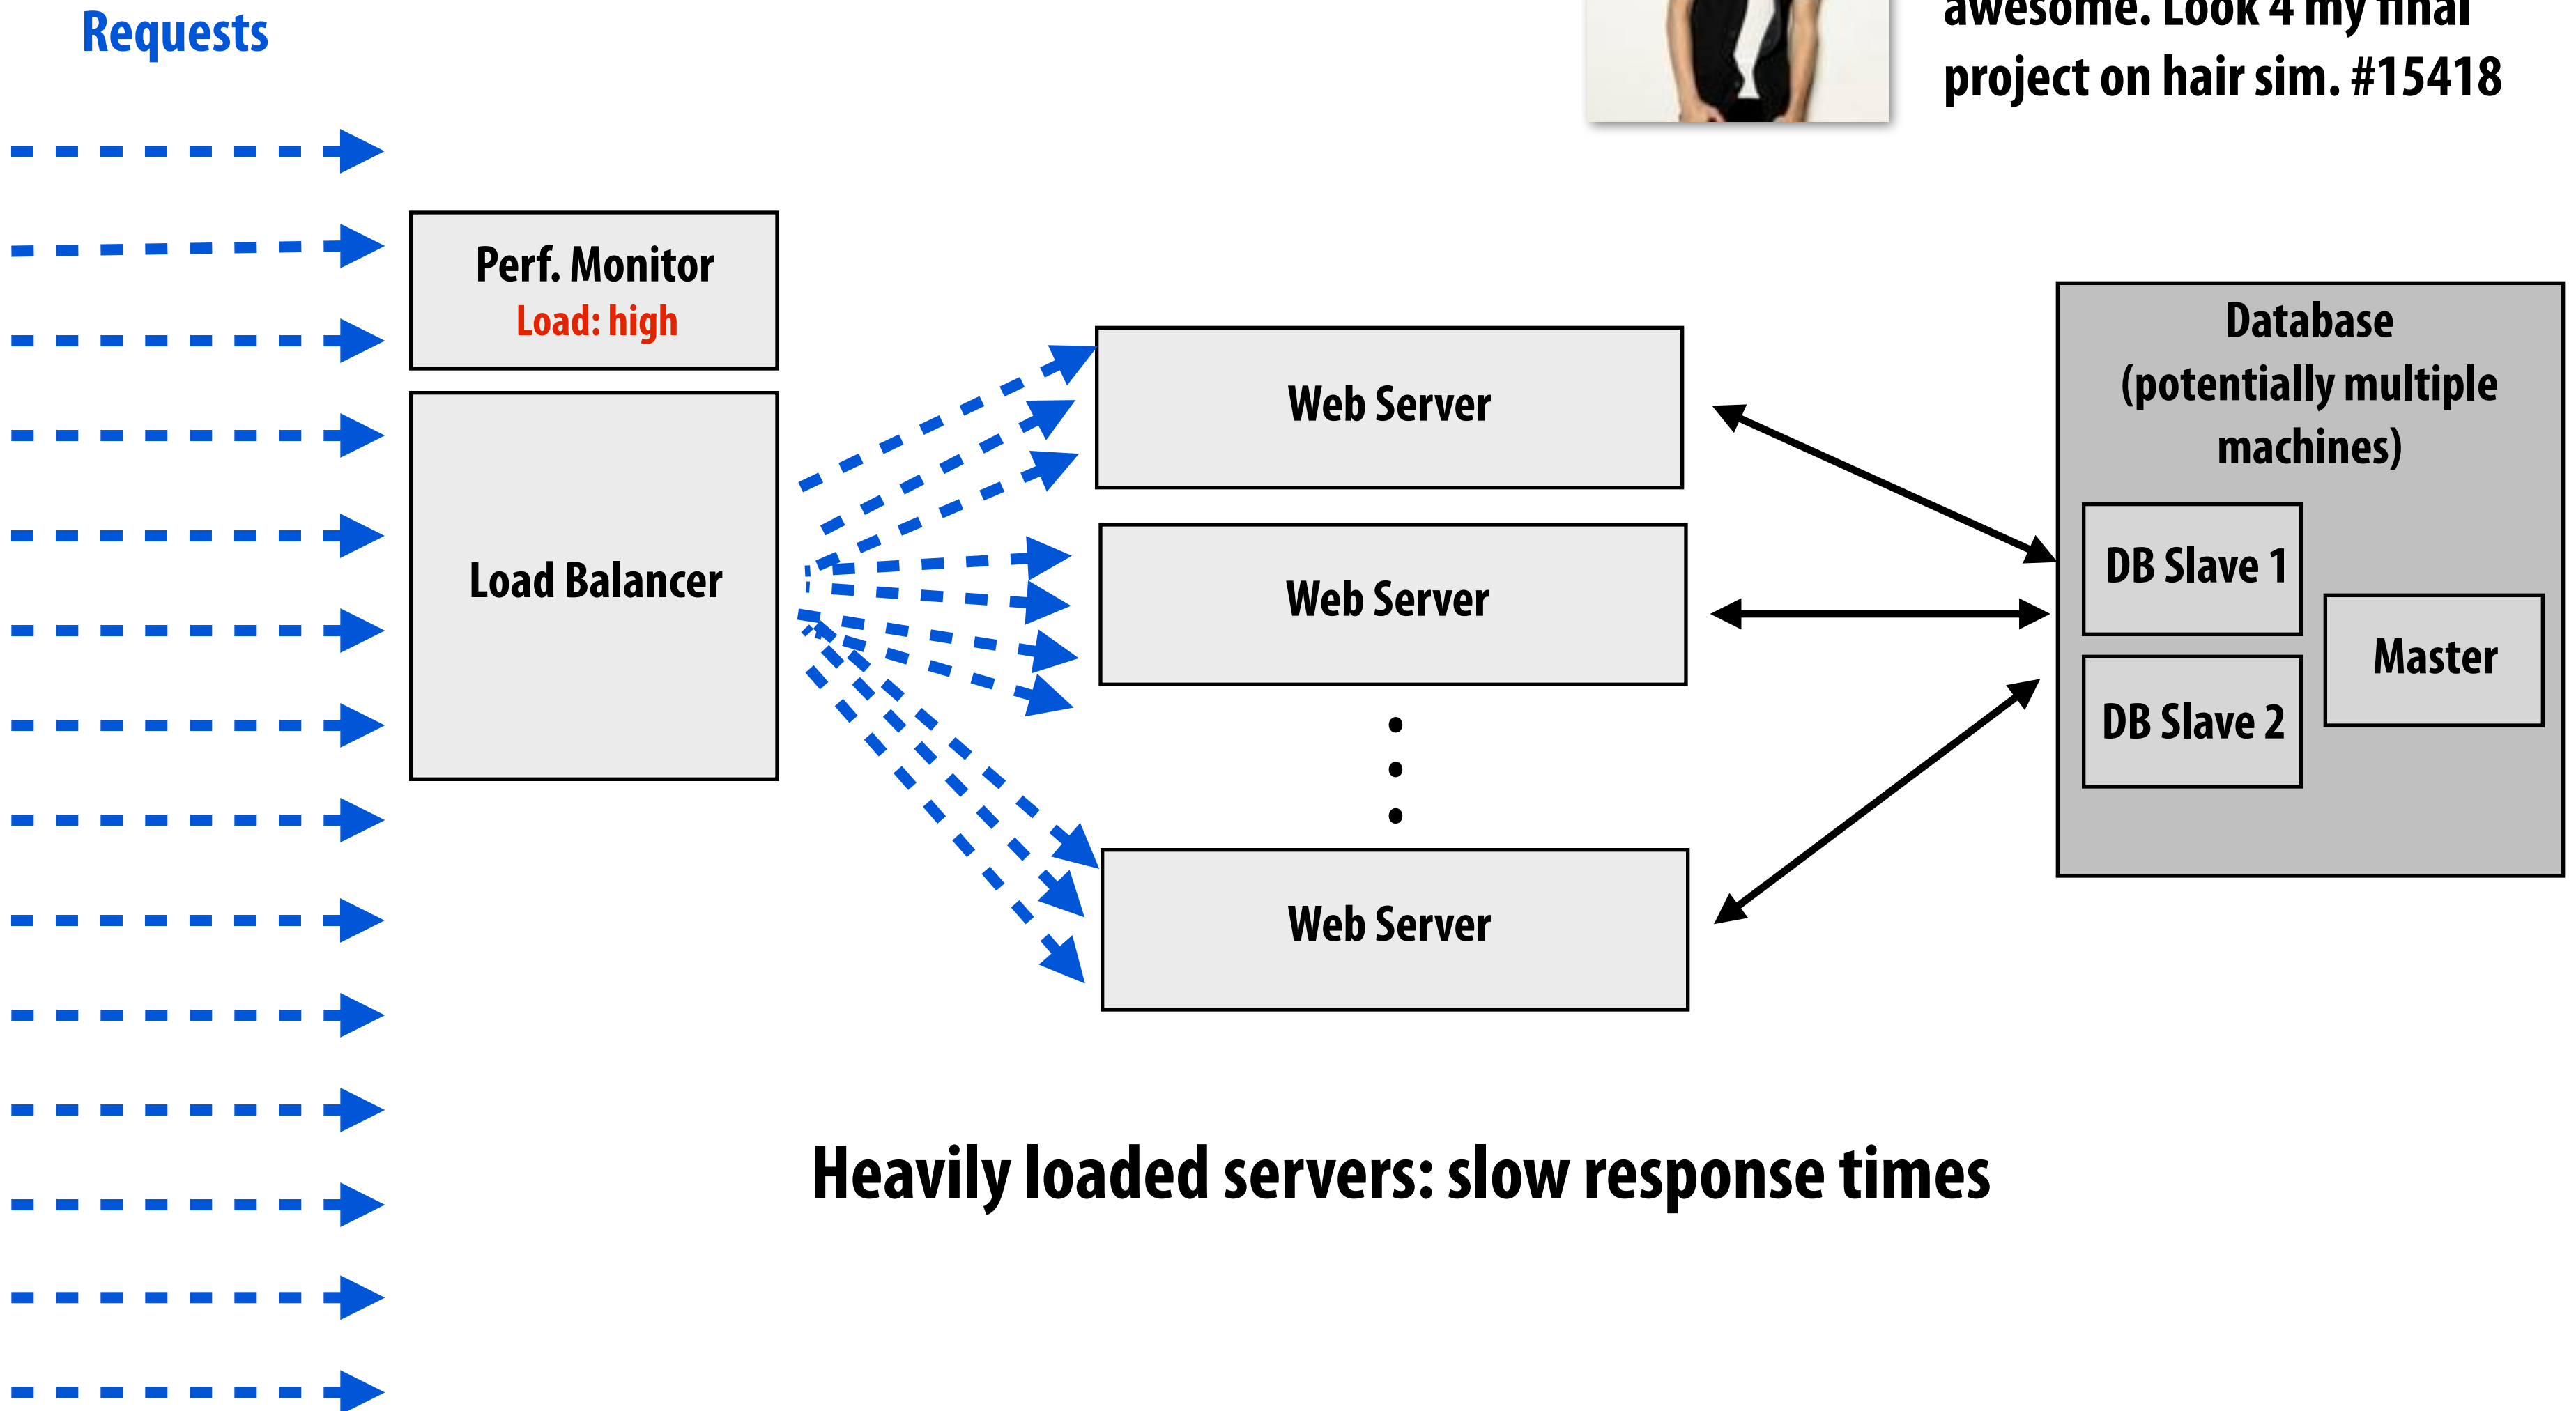 Requests
awesome. Look 4 my final
project on hair sim. #15418
Perf. Monitor
Load: high
Load Balancer
Web Server
Web Server
Web Server
Database
(potentially multiple
machines)
DB Slave 1
Master
DB Slave 2
Heavily loaded servers: slow response times